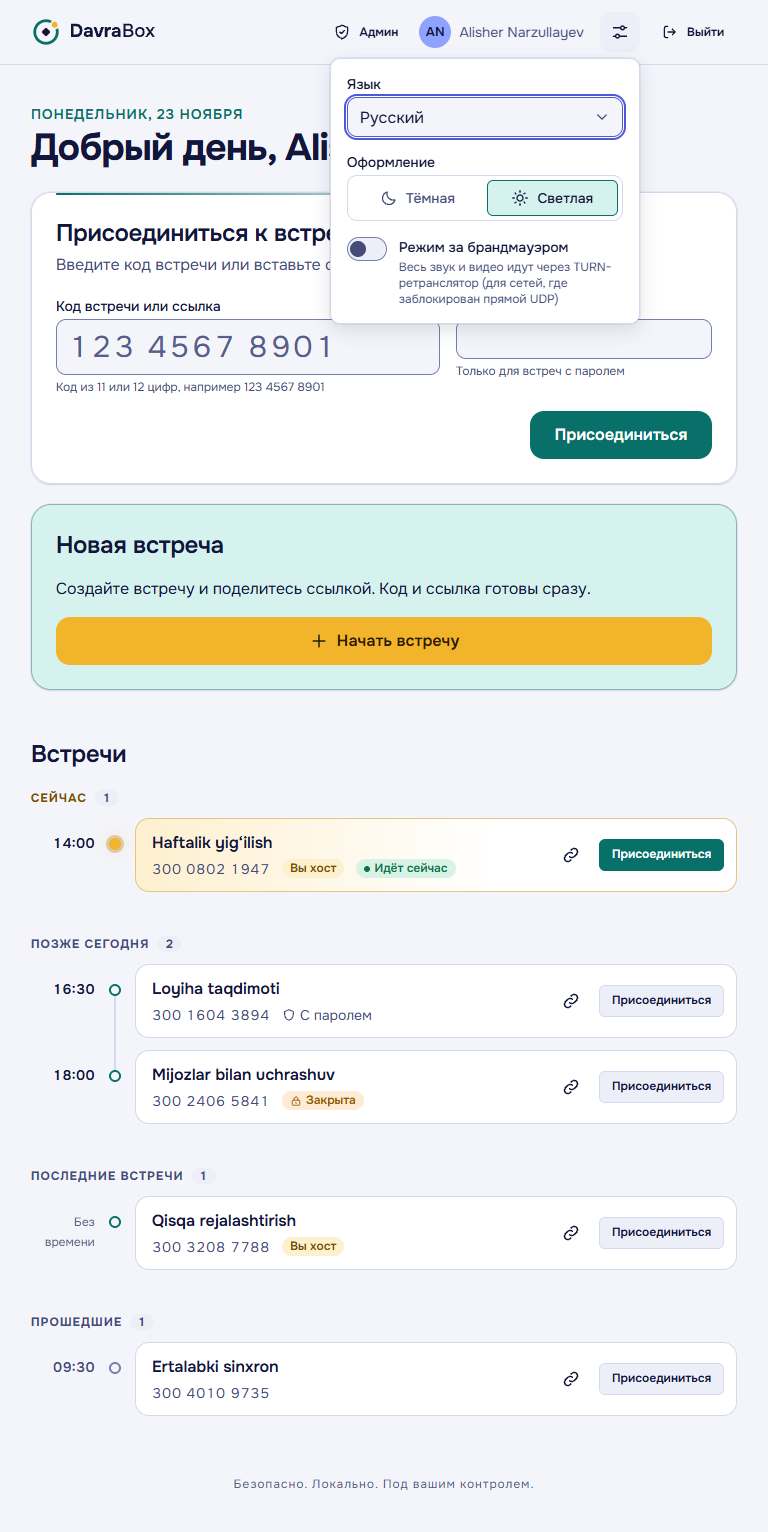 DavraBox
Админ
AN
Alisher Narzullayev
Выйти
Язык
Русский
Оформление
Тёмная
Светлая
Режим за брандмауэром
Весь звук и видео идут через TURN-
ретранслятор (для сетей, где
заблокирован прямой UDP)
ПОНЕДЕЛЬНИК, 23 НОЯБРЯ
Добрый день,
Присоединиться к
Введите код встречи или вставьте
Код встречи или ссылка
123 4567 8901
Код из 11 или 12 цифр, например 123 4567 8901
Только для встреч с паролем
Присоединиться
Новая встреча
Создайте встречу и поделитесь ссылкой. Код и ссылка готовы сразу.
Начать встречу
Встречи
СЕЙЧАС 1
14:00
Haftalik yigʻilish
300 0802 1947 Вы хост Идёт сейчас
Присоединиться
ПОЗЖЕ СЕГОДНЯ 2
16:30
Loyiha taqdimoti
300 1604 3894 С паролем
Присоединиться
18:00
Mijozlar bilan uchrashuv
300 2406 5841 Закрыта
Присоединиться
ПОСЛЕДНИЕ ВСТРЕЧИ 1
Без
времени
Qisqa rejalashtirish
300 3208 7788 Вы хост
Присоединиться
ПРОШЕДШИЕ 1
09:30
Ertalabki sinxron
300 4010 9735
Присоединиться
Безопасно. Локально. Под вашим контролем.